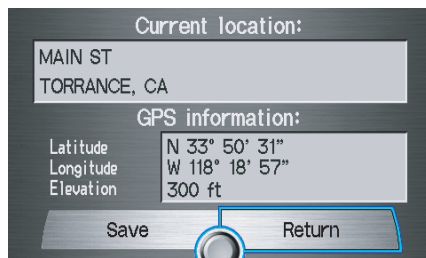 Current location:
MAIN ST
TORRANCE, CA
GPS information:
Latitude N 33° 50' 31"
Longitude W 118° 18' 57"
Elevation 300 ft
Save Return